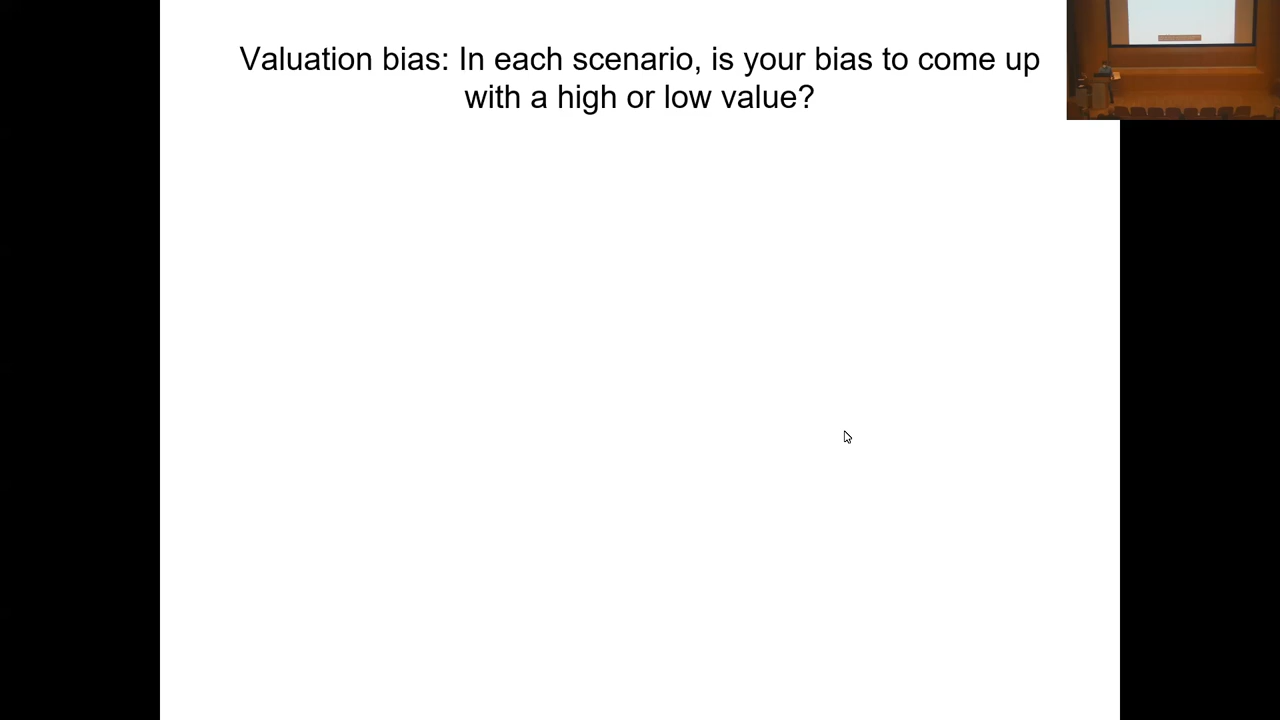 Valuation bias: In each scenario, is your bias to come up
with a high or low value?